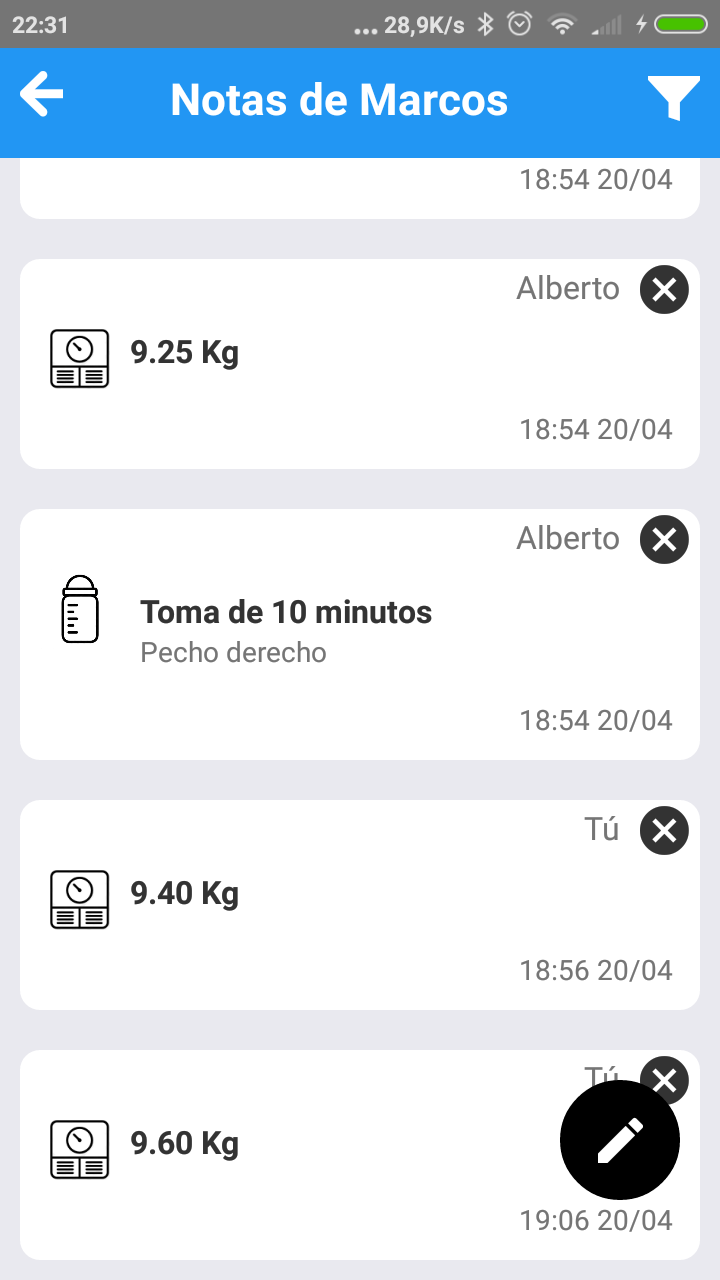 22:31
... 28,9K/s
Notas de Marcos
18:54 20/04
Alberto
9.25 Kg
18:54 20/04
Alberto
Toma de 10 minutos
Pecho derecho
18:54 20/04
Tú
9.40 Kg
18:56 20/04
Tú
9.60 Kg
19:06 20/04